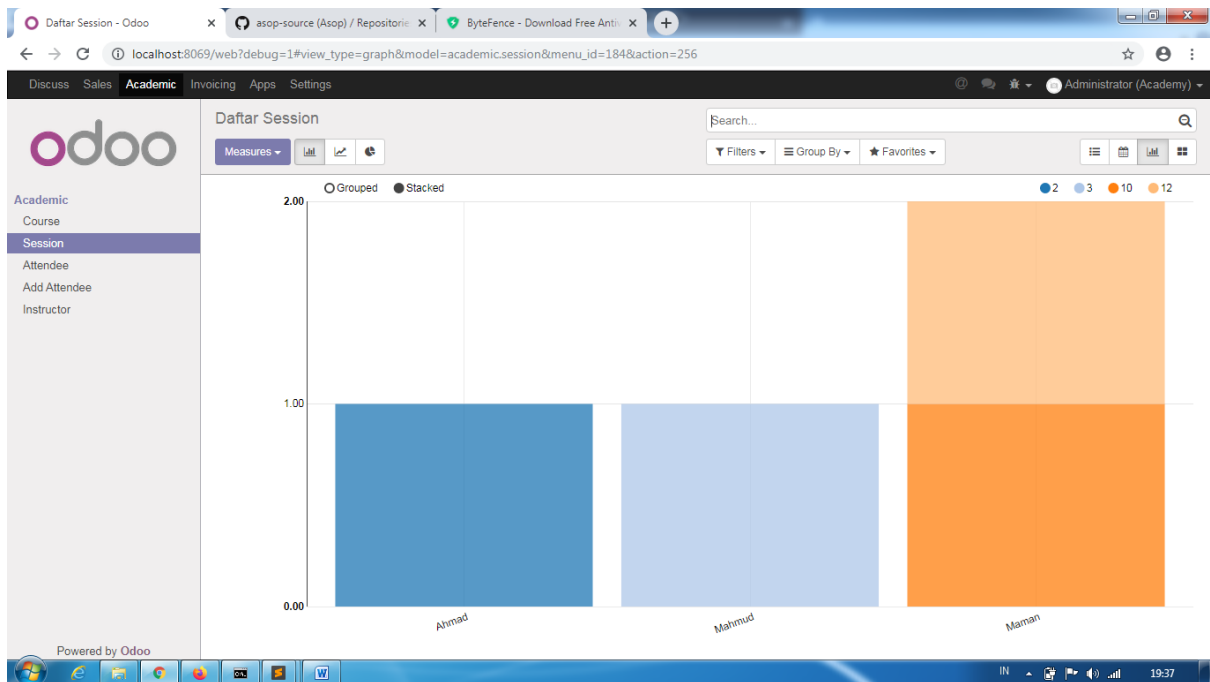 Daftar Session - Odoo
asop-source (Asop) / Repositorie
ByteFence - Download Free Antiv
localhost:8069/web?debug=1#view_type=graph&model=academic.session&menu_id=184&action=256
Discuss Sales Academic Invoicing Apps Settings
Administrator (Academy)
odoo
Daftar Session
Search...
Measures
Filters
Group By
Favorites
Academic
Course
Session
Attendee
Add Attendee
Instructor
Grouped Stacked
2 3 10 12
2.00
1.00
0.00
Ahmad
Mahmud
Maman
Powered by Odoo
IN
19:37